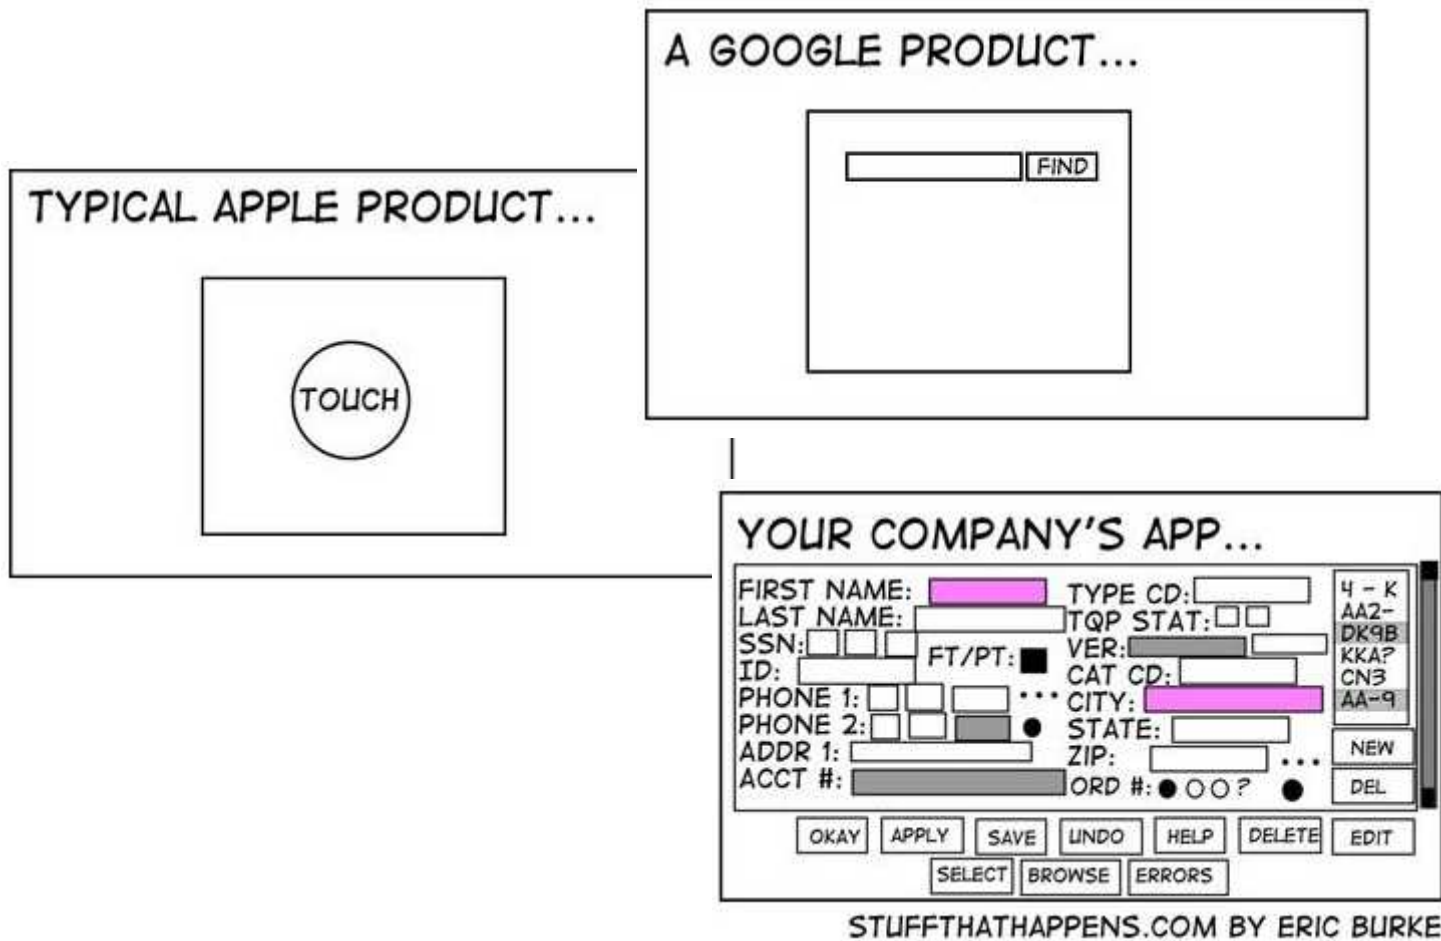 A GOOGLE PRODUCT...
FIND
TYPICAL APPLE PRODUCT...
TOUCH
YOUR COMPANY'S APP...
FIRST NAME:
LAST NAME:
SSN:
FT/PT:
ID:
PHONE 1:
...
PHONE 2:
ADDR 1:
ACCT #:
TYPE CD:
TQP STAT:
VER:
CAT CD:
CITY:
STATE:
ZIP:
...
ORD #: ?
4 - K
AA2-
DK9B
KKA?
CN3
AA-9
NEW
DEL
OKAY APPLY SAVE UNDO HELP DELETE EDIT
SELECT BROWSE ERRORS
STUFFTHATHAPPENS.COM BY ERIC BURKE